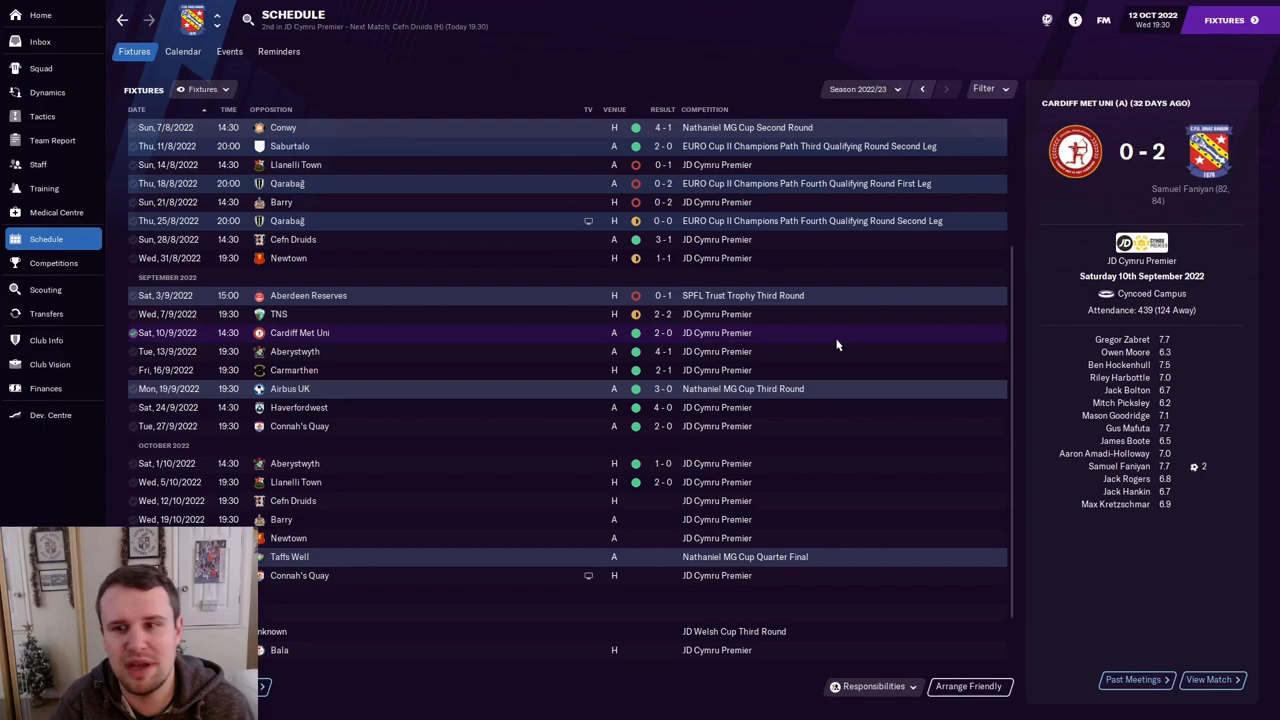 Home
SCHEDULE
2nd in JD Cymru Premier - Next Match: Cefn Druids (H) (Today 19:30)
FM
12 OCT 2022
Wed 19:30
FIXTURES
Inbox
Squad
Dynamics
Tactics
Team Report
Staff
Training
Medical Centre
Schedule
Competitions
Scouting
Transfers
Club Info
Club Vision
Finances
Dev. Centre
Fixtures Calendar Events Reminders
FIXTURES Fixtures Season 2022/23 Filter
DATE TIME OPPOSITION TV VENUE RESULT COMPETITION
Sun, 7/8/2022 14:30 Conwy H 4 - 1 Nathaniel MG Cup Second Round
Thu, 11/8/2022 20:00 Saburtalo A 2 - 0 EURO Cup II Champions Path Third Qualifying Round Second Leg
Sun, 14/8/2022 14:30 Llanelli Town A 0 - 1 JD Cymru Premier
Thu, 18/8/2022 20:00 Qarabağ A 0 - 2 EURO Cup II Champions Path Fourth Qualifying Round First Leg
Sun, 21/8/2022 14:30 Barry H 0 - 2 JD Cymru Premier
Thu, 25/8/2022 20:00 Qarabağ H 0 - 0 EURO Cup II Champions Path Fourth Qualifying Round Second Leg
Sun, 28/8/2022 14:30 Cefn Druids A 3 - 1 JD Cymru Premier
Wed, 31/8/2022 19:30 Newtown H 1 - 1 JD Cymru Premier
SEPTEMBER 2022
Sat, 3/9/2022 15:00 Aberdeen Reserves H 0 - 1 SPFL Trust Trophy Third Round
Wed, 7/9/2022 19:30 TNS H 2 - 2 JD Cymru Premier
Sat, 10/9/2022 14:30 Cardiff Met Uni A 2 - 0 JD Cymru Premier
Tue, 13/9/2022 19:30 Aberystwyth A 4 - 1 JD Cymru Premier
Fri, 16/9/2022 19:30 Carmarthen H 2 - 1 JD Cymru Premier
Mon, 19/9/2022 19:30 Airbus UK A 3 - 0 Nathaniel MG Cup Third Round
Sat, 24/9/2022 14:30 Haverfordwest A 4 - 0 JD Cymru Premier
Tue, 27/9/2022 19:30 Connah's Quay A 2 - 0 JD Cymru Premier
OCTOBER 2022
Sat, 1/10/2022 14:30 Aberystwyth H 1 - 0 JD Cymru Premier
Wed, 5/10/2022 19:30 Llanelli Town H 2 - 0 JD Cymru Premier
Wed, 12/10/2022 19:30 Cefn Druids H JD Cymru Premier
Wed, 19/10/2022 19:30 Barry A JD Cymru Premier
Newtown A JD Cymru Premier
Taffs Well A Nathaniel MG Cup Quarter Final
Connah's Quay H JD Cymru Premier
nknown JD Welsh Cup Third Round
Bala H JD Cymru Premier
Responsibilities Arrange Friendly
CARDIFF MET UNI (A) (32 DAYS AGO)
0 - 2
Samuel Faniyan (82,
84)
JD Cymru Premier
Saturday 10th September 2022
Cyncoed Campus
Attendance: 439 (124 Away)
Gregor Zabret 7.7
Owen Moore 6.3
Ben Hockenhull 7.5
Riley Harbottle 7.0
Jack Bolton 6.7
Mitch Picksley 6.2
Mason Goodridge 7.1
Gus Mafuta 7.7
James Boote 6.5
Aaron Amadi-Holloway 7.0
Samuel Faniyan 7.7 2
Jack Rogers 6.8
Jack Hankin 6.7
Max Kretzschmar 6.9
Past Meetings View Match